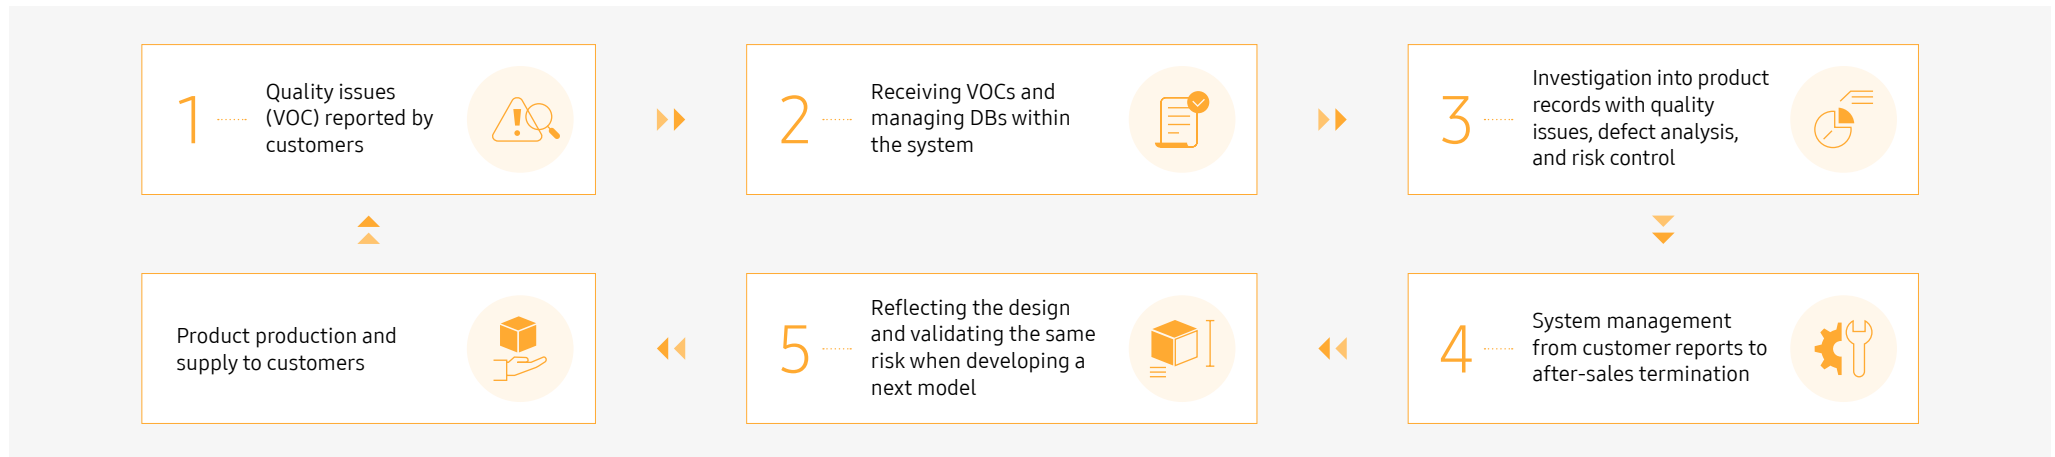 1
Quality issues
(VOC) reported by
customers
2
Receiving VOCs and
managing DBs within
the system
3
Investigation into product
records with quality
issues, defect analysis,
and risk control
4
System management
from customer reports to
after-sales termination
5
Reflecting the design
and validating the same
risk when developing a
next model
Product production and
supply to customers